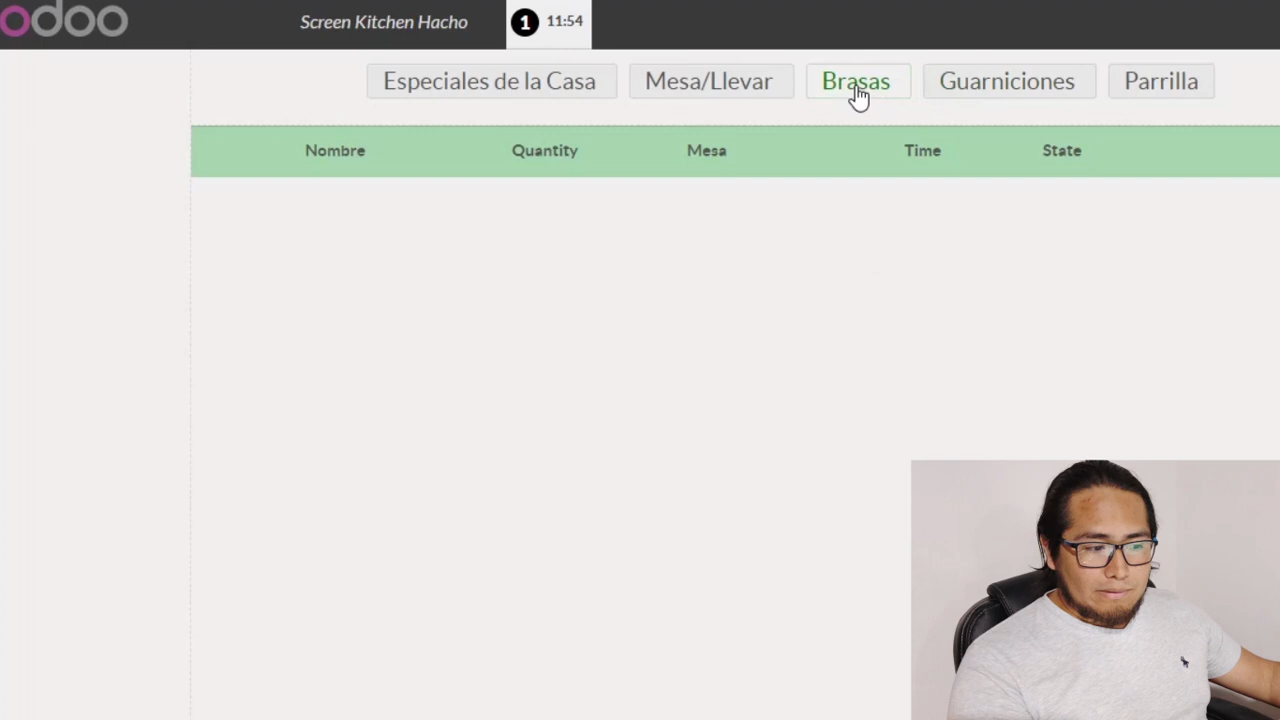 odoo
Screen Kitchen Hacho
1 11:54
Especiales de la Casa Mesa/Llevar Brasas Guarniciones Parrilla
Nombre Quantity Mesa Time State